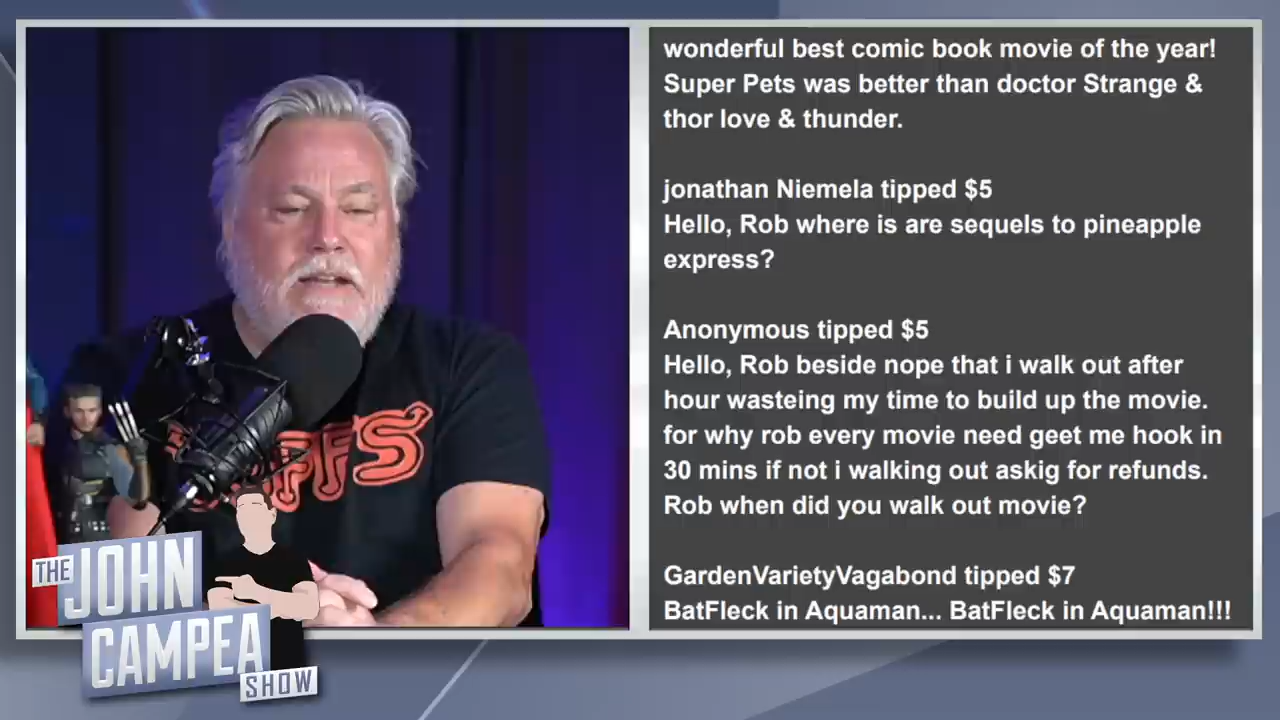 wonderful best comic book movie of the year!
Super Pets was better than doctor Strange &
thor love & thunder.
jonathan Niemela tipped $5
Hello, Rob where is are sequels to pineapple
express?
Anonymous tipped $5
Hello, Rob beside nope that i walk out after
hour wasteing my time to build up the movie.
for why rob every movie need geet me hook in
30 mins if not i walking out askig for refunds.
Rob when did you walk out movie?
GardenVarietyVagabond tipped $7
BatFleck in Aquaman... BatFleck in Aquaman!!!
THE
JOHN
CAMPEA
SHOW